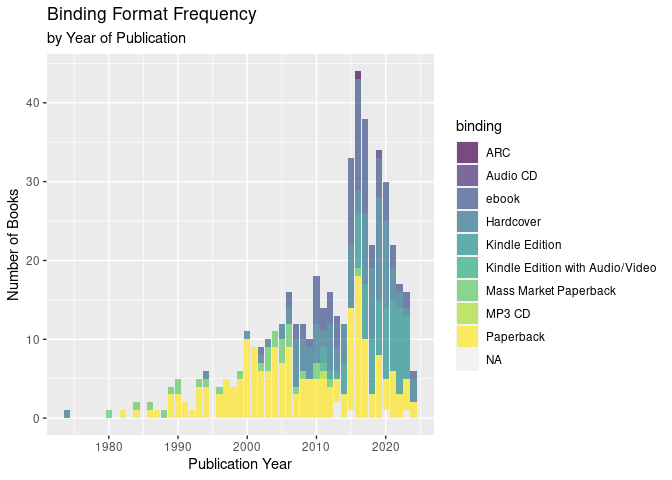 Binding Format Frequency
by Year of Publication
Number of Books
40
30
20
10
0
1980
1990
2000
2010
2020
Publication Year
binding
ARC
Audio CD
ebook
Hardcover
Kindle Edition
Kindle Edition with Audio/Video
Mass Market Paperback
MP3 CD
Paperback
NA